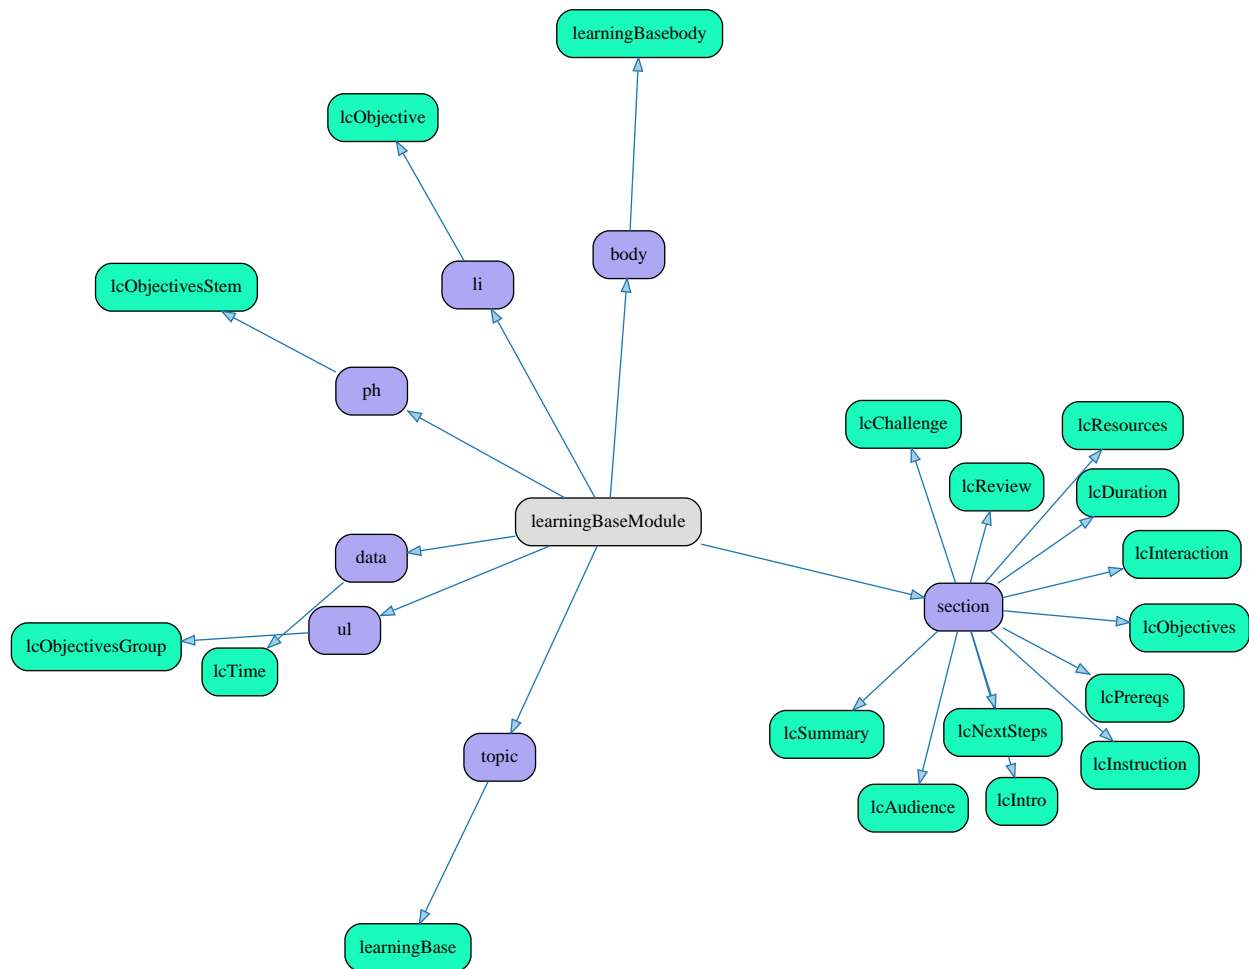 learningBasebody
lcObjective
body
li
lcObjectivesStem
ph
lcChallenge
lcResources
lcReview
lcDuration
learningBaseModule
lcInteraction
data
section
lcObjectives
ul
lcObjectivesGroup
lcTime
lcPrereqs
lcSummary
lcNextSteps
topic
lcInstruction
lcAudience
lcIntro
learningBase